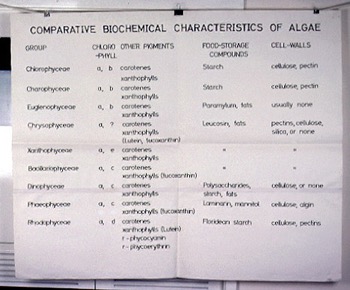 COMPARATIVE BIOCHEMICAL CHARACTERISTICS OF ALGAE
GROUP CHLORO OTHER PIGMENTS FOOD-STORAGE CELL-WALLS
-PHYLL COMPOUNDS
Chlorophyceae a, b carotenes Starch cellulose, pectin
xanthophylls
Charophyceae a, b carotenes Starch cellulose, pectin
xanthophylls
Euglenophyceae a, b carotenes Paramylum, fats usually none
xanthophylls
Chrysophyceae a, ? carotenes Leucosin, fats pectins, cellulose,
xanthophylls silica, or none
(Lutein, fucoxanthin)
Xanthophyceae a, e carotenes " "
xanthophylls
Bacillariophyceae a, c carotenes " "
xanthophylls (fucoxanthin)
Dinophyceae a, c carotenes Polysaccharides, cellulose, or none
xanthophylls starch, fats
Phaeophyceae a, c carotenes Laminarin, mannitol cellulose, algin
xanthophylls (fucoxanthin)
Rhodophyceae a, d carotenes Floridean starch cellulose, pectins
xanthophylls (Lutein)
r-phycocyanin
r-phycoerythrin